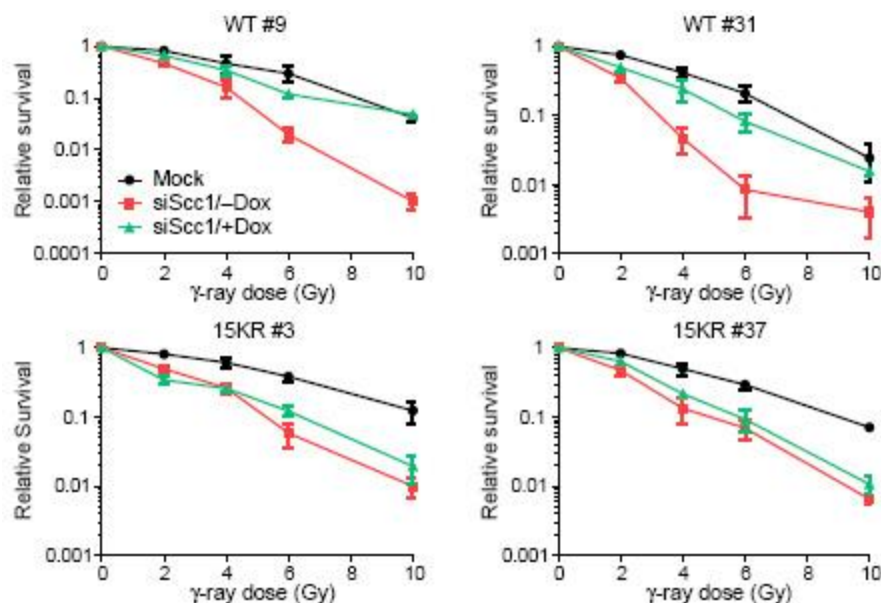 WT #9
Relative survival
1
0.1
0.01
0.001
0.0001
Mock
siScc1/–Dox
siScc1/+Dox
0 2 4 6 8 10
γ-ray dose (Gy)
WT #31
Relative survival
1
0.1
0.01
0.001
0 2 4 6 8 10
γ-ray dose (Gy)
15KR #3
Relative Survival
1
0.1
0.01
0.001
0 2 4 6 8 10
γ-ray dose (Gy)
15KR #37
Relative Survival
1
0.1
0.01
0.001
0 2 4 6 8 10
γ-ray dose (Gy)